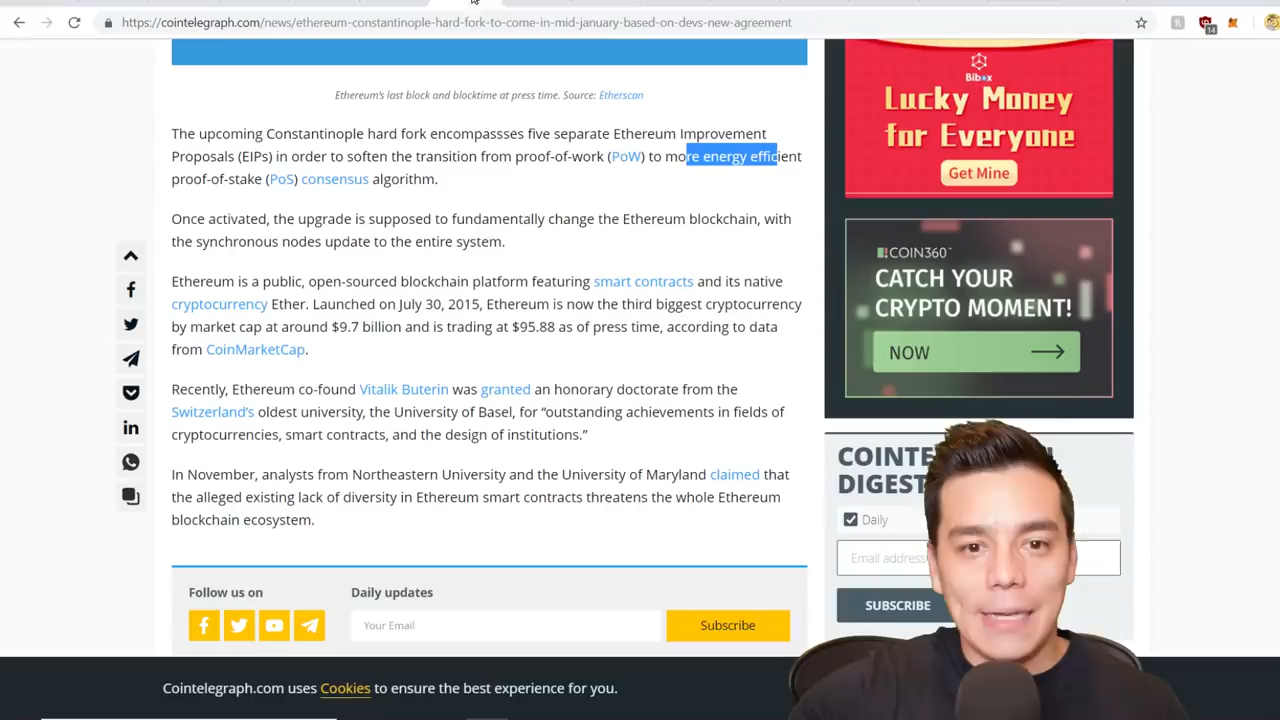 https://cointelegraph.com/news/ethereum-constantinople-hard-fork-to-come-in-mid-january-based-on-devs-new-agreement
14
Ethereum's last block and blocktime at press time. Source: Etherscan
The upcoming Constantinople hard fork encompassses five separate Ethereum Improvement
Proposals (EIPs) in order to soften the transition from proof-of-work (PoW) to more energy efficient
proof-of-stake (PoS) consensus algorithm.
Once activated, the upgrade is supposed to fundamentally change the Ethereum blockchain, with
the synchronous nodes update to the entire system.
Ethereum is a public, open-sourced blockchain platform featuring smart contracts and its native
cryptocurrency Ether. Launched on July 30, 2015, Ethereum is now the third biggest cryptocurrency
by market cap at around $9.7 billion and is trading at $95.88 as of press time, according to data
from CoinMarketCap.
Recently, Ethereum co-found Vitalik Buterin was granted an honorary doctorate from the
Switzerland's oldest university, the University of Basel, for “outstanding achievements in fields of
cryptocurrencies, smart contracts, and the design of institutions.”
In November, analysts from Northeastern University and the University of Maryland claimed that
the alleged existing lack of diversity in Ethereum smart contracts threatens the whole Ethereum
blockchain ecosystem.
Follow us on
Daily updates
Your Email
Subscribe
Bibox
Lucky Money
for Everyone
Get Mine
COIN360™
CATCH YOUR
CRYPTO MOMENT!
NOW
DIGEST
Daily
Email address
SUBSCRIBE
Cointelegraph.com uses Cookies to ensure the best experience for you.